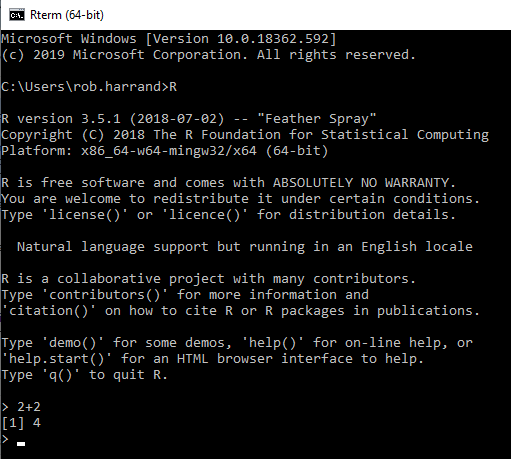 Rterm (64-bit)
Microsoft Windows [Version 10.0.18362.592]
(c) 2019 Microsoft Corporation. All rights reserved.
C:\Users\rob.harrand>R
R version 3.5.1 (2018-07-02) -- "Feather Spray"
Copyright (C) 2018 The R Foundation for Statistical Computing
Platform: x86_64-w64-mingw32/x64 (64-bit)
R is free software and comes with ABSOLUTELY NO WARRANTY.
You are welcome to redistribute it under certain conditions.
Type 'license()' or 'licence()' for distribution details.
Natural language support but running in an English locale
R is a collaborative project with many contributors.
Type 'contributors()' for more information and
'citation()' on how to cite R or R packages in publications.
Type 'demo()' for some demos, 'help()' for on-line help, or
'help.start()' for an HTML browser interface to help.
Type 'q()' to quit R.
> 2+2
[1] 4
>